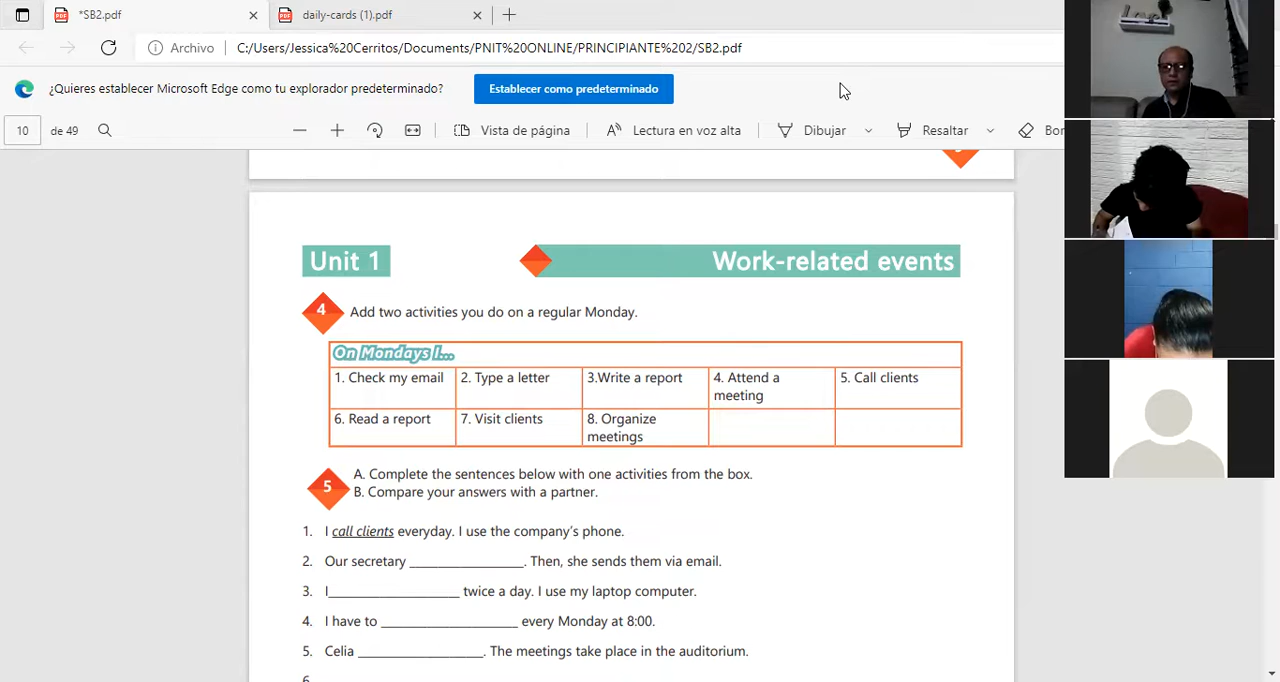 *SB2.pdf
daily-cards (1).pdf
Archivo
C:/Users/Jessica%20Cerritos/Documents/PNIT%20ONLINE/PRINCIPIANTE%202/SB2.pdf
¿Quieres establecer Microsoft Edge como tu explorador predeterminado?
Establecer como predeterminado
10
de 49
Vista de página
Lectura en voz alta
Dibujar
Resaltar
Bor
Unit 1
Work-related events
4
Add two activities you do on a regular Monday.
On Mondays I...
1. Check my email
2. Type a letter
3.Write a report
4. Attend a
meeting
5. Call clients
6. Read a report
7. Visit clients
8. Organize
meetings
5
A. Complete the sentences below with one activities from the box.
B. Compare your answers with a partner.
1. I call clients everyday. I use the company's phone.
2. Our secretary ________________. Then, she sends them via email.
3. I___________________ twice a day. I use my laptop computer.
4. I have to ____________________ every Monday at 8:00.
5. Celia __________________. The meetings take place in the auditorium.